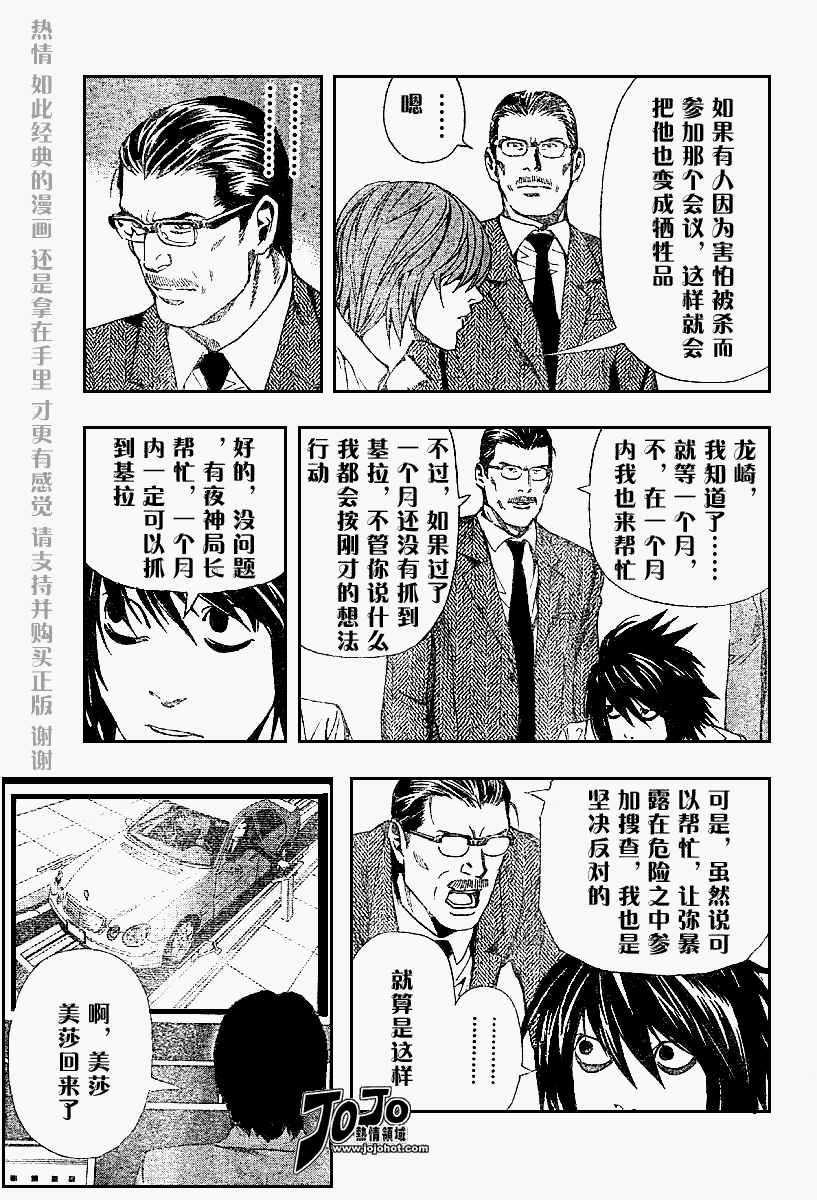 如果有人因为害怕被杀而
参加那个会议，这样就会
把他也变成牺牲品
嗯
……
……
……
龙崎，
我知道了……
就等一个月，
不，在一个月
内我也来帮忙
不过，如果过了
一个月还没有抓到
基拉，不管你说什么
我都会按刚才的想法
行动
好的，没问题
，有夜神局长
帮忙，一个月
内一定可以抓
到基拉
可是，虽然说可
以帮忙，让弥暴
露在危险之中参
加搜查，我也是
坚决反对的
……
……
就算是这样
啊，美莎
美莎回来了
热情 如此经典的漫画 还是拿在手里 才更有感觉 请支持并购买正版 谢谢
JOJO
热情領域
www.jojohot.com